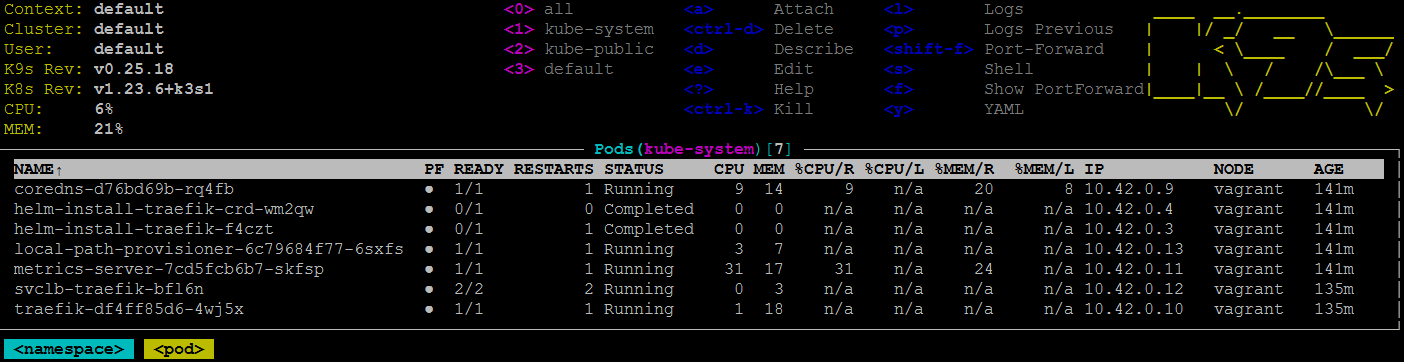 Context: default <0> all <a> Attach <l> Logs
Cluster: default <1> kube-system <ctrl-d> Delete <p> Logs Previous
User: default <2> kube-public <d> Describe <shift-f> Port-Forward
K9s Rev: v0.25.18 <3> default <e> Edit <s> Shell
K8s Rev: v1.23.6+k3s1 <?> Help <f> Show PortForward
CPU: 6% <ctrl-k> Kill <y> YAML
MEM: 21%
Pods(kube-system)[7]
NAME↑ PF READY RESTARTS STATUS CPU MEM %CPU/R %CPU/L %MEM/R %MEM/L IP NODE AGE
coredns-d76bd69b-rq4fb ● 1/1 1 Running 9 14 9 n/a 20 8 10.42.0.9 vagrant 141m
helm-install-traefik-crd-wm2qw ● 0/1 0 Completed 0 0 n/a n/a n/a n/a 10.42.0.4 vagrant 141m
helm-install-traefik-f4czt ● 0/1 1 Completed 0 0 n/a n/a n/a n/a 10.42.0.3 vagrant 141m
local-path-provisioner-6c79684f77-6sxfs ● 1/1 1 Running 3 7 n/a n/a n/a n/a 10.42.0.13 vagrant 141m
metrics-server-7cd5fcb6b7-skfsp ● 1/1 1 Running 31 17 31 n/a 24 n/a 10.42.0.11 vagrant 141m
svclb-traefik-bfl6n ● 2/2 2 Running 0 3 n/a n/a n/a n/a 10.42.0.12 vagrant 135m
traefik-df4ff85d6-4wj5x ● 1/1 1 Running 1 18 n/a n/a n/a n/a 10.42.0.10 vagrant 135m
<namespace> <pod>